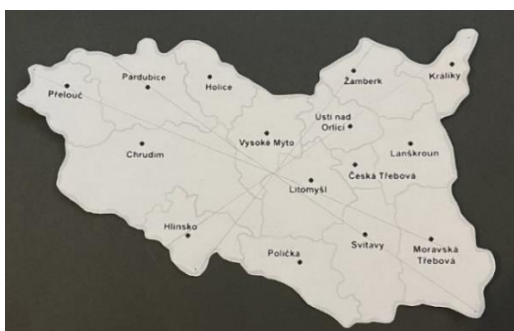 Přelouč
Pardubice
Holice
Žamberk
Králíky
Chrudim
Vysoké Myto
Ústí nad
Orlicí
Lanškroun
Česká Třebová
Litomyšl
Hlinsko
Polička
Svitavy
Moravská
Třebová